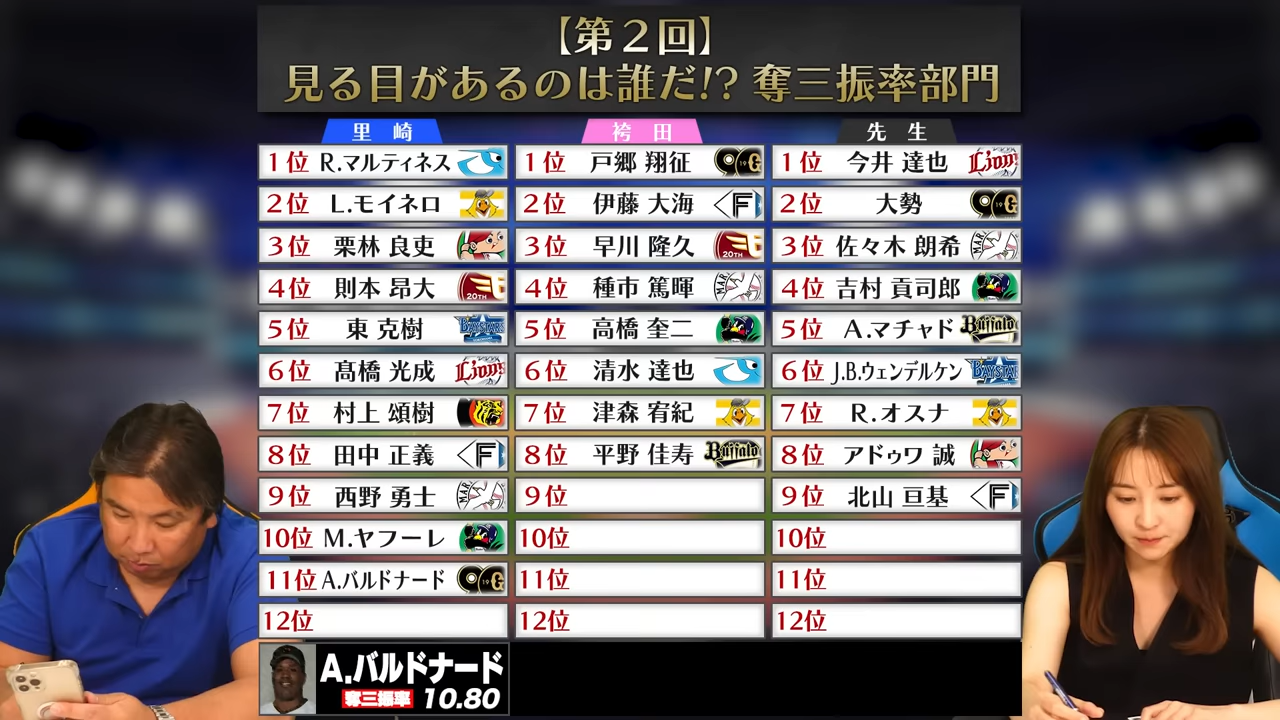 【第2回】
見る目があるのは誰だ!? 奪三振率部門
里崎
1位 R.マルティネス
2位 L.モイネロ
3位 栗林 良吏
4位 則本 昂大
5位 東 克樹
6位 髙橋 光成
7位 村上 頌樹
8位 田中 正義
9位 西野 勇士
10位 M.ヤフーレ
11位 A.バルドナード
12位
袴田
1位 戸郷 翔征
2位 伊藤 大海
3位 早川 隆久
4位 種市 篤暉
5位 高橋 奎二
6位 清水 達也
7位 津森 宥紀
8位 平野 佳寿
9位
10位
11位
12位
先生
1位 今井 達也
2位 大勢
3位 佐々木 朗希
4位 吉村 貢司郎
5位 A.マチャド
6位 J.B.ウェンデルケン
7位 R.オスナ
8位 アドゥワ 誠
9位 北山 亘基
10位
11位
12位
A.バルドナード
奪三振率 10.80